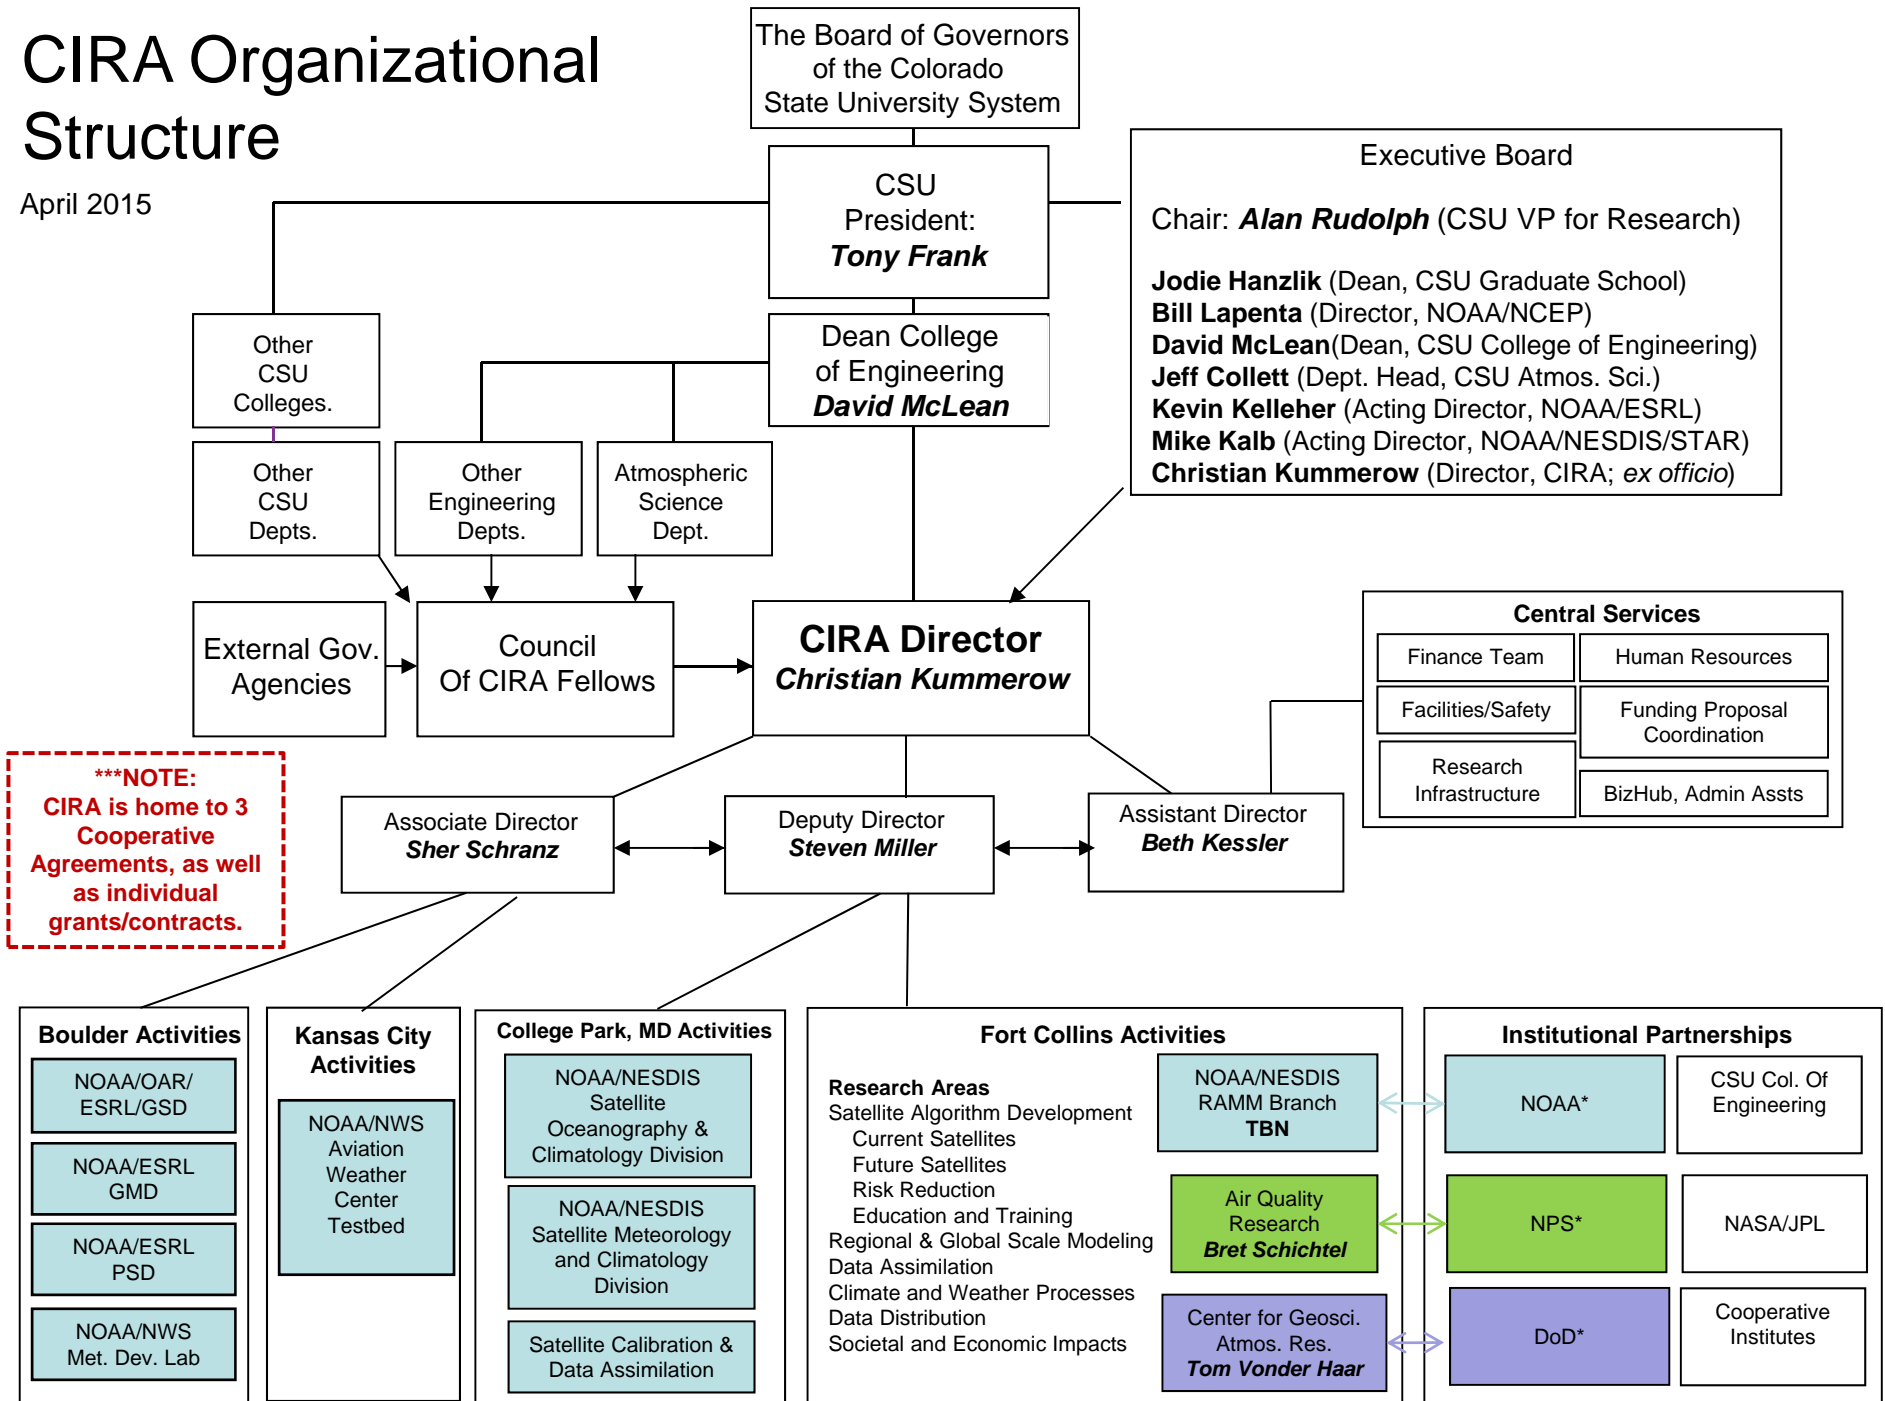 CIRA Organizational
Structure
April 2015
The Board of Governors
of the Colorado
State University System
CSU
President:
Tony Frank
Executive Board
Chair: Alan Rudolph (CSU VP for Research)
Jodie Hanzlik (Dean, CSU Graduate School)
Bill Lapenta (Director, NOAA/NCEP)
David McLean(Dean, CSU College of Engineering)
Jeff Collett (Dept. Head, CSU Atmos. Sci.)
Kevin Kelleher (Acting Director, NOAA/ESRL)
Mike Kalb (Acting Director, NOAA/NESDIS/STAR)
Christian Kummerow (Director, CIRA; ex officio)
Other
CSU
Colleges.
Dean College
of Engineering
David McLean
Other
CSU
Depts.
Other
Engineering
Depts.
Atmospheric
Science
Dept.
External Gov.
Agencies
Council
Of CIRA Fellows
CIRA Director
Christian Kummerow
Central Services
Finance Team
Human Resources
Facilities/Safety
Funding Proposal
Coordination
Research
Infrastructure
BizHub, Admin Assts
***NOTE:
CIRA is home to 3
Cooperative
Agreements, as well
as individual
grants/contracts.
Associate Director
Sher Schranz
Deputy Director
Steven Miller
Assistant Director
Beth Kessler
Boulder Activities
NOAA/OAR/
ESRL/GSD
NOAA/ESRL
GMD
NOAA/ESRL
PSD
NOAA/NWS
Met. Dev. Lab
Kansas City
Activities
NOAA/NWS
Aviation
Weather
Center
Testbed
College Park, MD Activities
NOAA/NESDIS
Satellite
Oceanography &
Climatology Division
NOAA/NESDIS
Satellite Meteorology
and Climatology
Division
Satellite Calibration &
Data Assimilation
Fort Collins Activities
Research Areas
Satellite Algorithm Development
Current Satellites
Future Satellites
Risk Reduction
Education and Training
Regional & Global Scale Modeling
Data Assimilation
Climate and Weather Processes
Data Distribution
Societal and Economic Impacts
NOAA/NESDIS
RAMM Branch
TBN
Air Quality
Research
Bret Schichtel
Center for Geosci.
Atmos. Res.
Tom Vonder Haar
Institutional Partnerships
NOAA*
CSU Col. Of
Engineering
NPS*
NASA/JPL
DoD*
Cooperative
Institutes